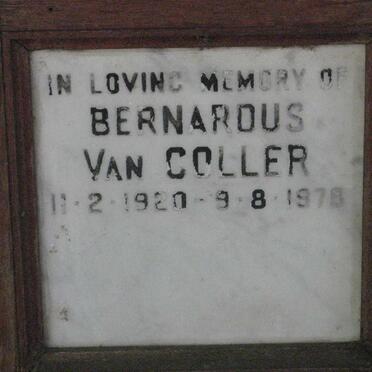 IN LOVING MEMORY OF
BERNARDUS
VAN COLLER
11·2·1920 - 9·8·1978